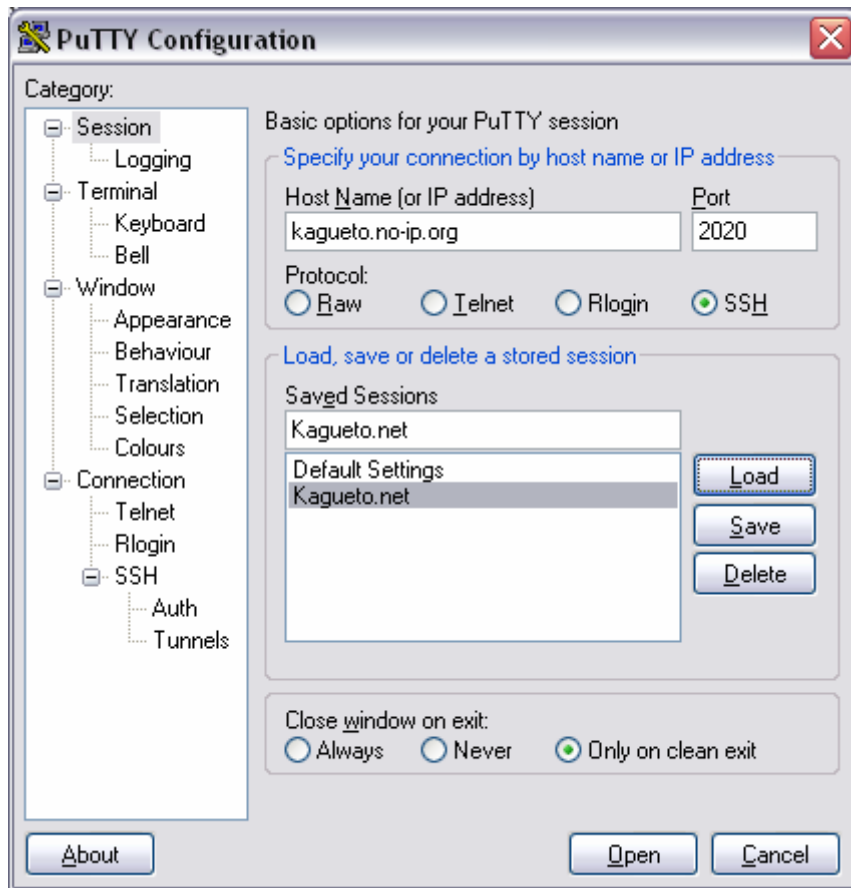 PuTTY Configuration
Category:
Session
Logging
Terminal
Keyboard
Bell
Window
Appearance
Behaviour
Translation
Selection
Colours
Connection
Telnet
Rlogin
SSH
Auth
Tunnels
Basic options for your PuTTY session
Specify your connection by host name or IP address
Host Name (or IP address) Port
kagueto.no-ip.org 2020
Protocol:
Raw Telnet Rlogin SSH
Load, save or delete a stored session
Saved Sessions
Kagueto.net
Default Settings
Kagueto.net
Load
Save
Delete
Close window on exit:
Always Never Only on clean exit
About Open Cancel